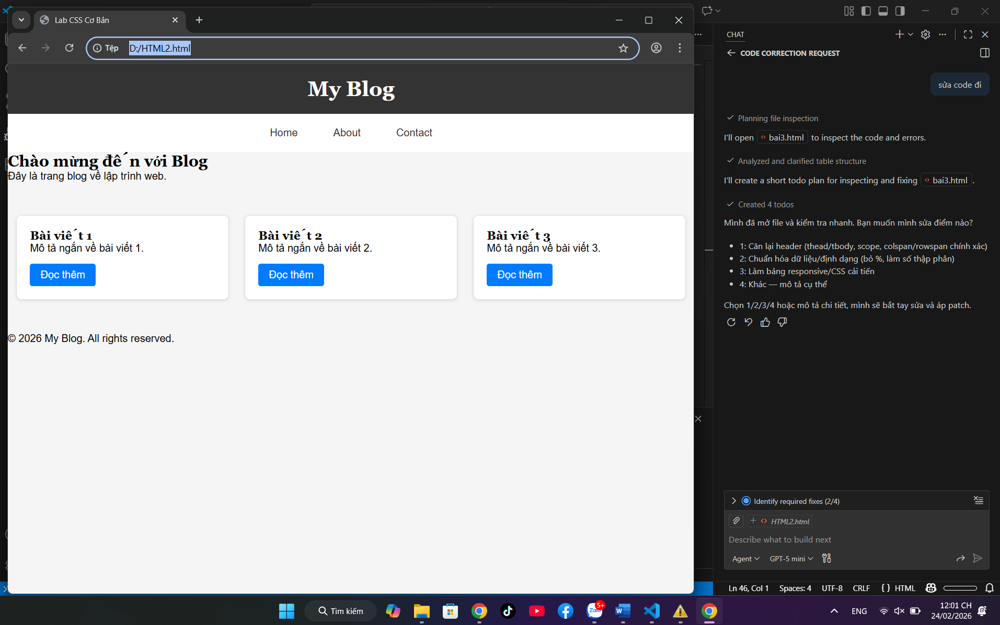 Lab CSS Cơ Bản
Tệp
D:/HTML2.html
My Blog
Home
About
Contact
Chào mừng đến với Blog
Đây là trang blog về lập trình web.
Bài viết 1
Mô tả ngắn về bài viết 1.
Đọc thêm
Bài viết 2
Mô tả ngắn về bài viết 2.
Đọc thêm
Bài viết 3
Mô tả ngắn về bài viết 3.
Đọc thêm
© 2026 My Blog. All rights reserved.
CHAT
CODE CORRECTION REQUEST
sửa code đi
Planning file inspection
I'll open <> bai3.html to inspect the code and errors.
Analyzed and clarified table structure
I'll create a short todo plan for inspecting and fixing <> bai3.html .
Created 4 todos
Mình đã mở file và kiểm tra nhanh. Bạn muốn mình sửa điểm nào?
• 1: Căn lại header (thead/tbody, scope, colspan/rowspan chính xác)
• 2: Chuẩn hóa dữ liệu/định dạng (bỏ %, làm số thập phân)
• 3: Làm bảng responsive/CSS cải tiến
• 4: Khác — mô tả cụ thể
Chọn 1/2/3/4 hoặc mô tả chi tiết, mình sẽ bắt tay sửa và áp patch.
Identify required fixes (2/4)
+ <> HTML2.html
Describe what to build next
Agent
GPT-5 mini
Ln 46, Col 1
Spaces: 4
UTF-8
CRLF
{ } HTML
Tìm kiếm
Zalo
5+
ENG
12:01 CH
24/02/2026